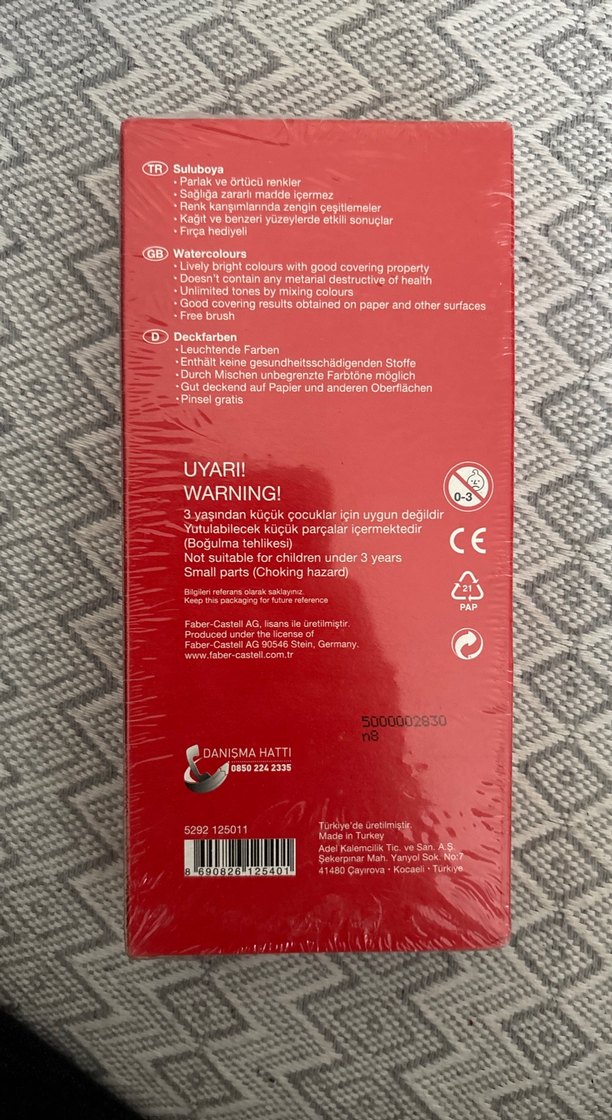 TR Suluboya
• Parlak ve örtücü renkler
• Sağlığa zararlı madde içermez
• Renk karışımlarında zengin çeşitlemeler
• Kağıt ve benzeri yüzeylerde etkili sonuçlar
• Fırça hediyeli
GB Watercolours
• Lively bright colours with good covering property
• Doesn't contain any metarial destructive of health
• Unlimited tones by mixing colours
• Good covering results obtained on paper and other surfaces
• Free brush
D Deckfarben
• Leuchtende Farben
• Enthält keine gesundheitsschädigenden Stoffe
• Durch Mischen unbegrenzte Farbtöne möglich
• Gut deckend auf Papier und anderen Oberflächen
• Pinsel gratis
UYARI!
WARNING!
3 yaşından küçük çocuklar için uygun değildir
Yutulabilecek küçük parçalar içermektedir
(Boğulma tehlikesi)
Not suitable for children under 3 years
Small parts (Choking hazard)
0-3
CE
21
PAP
Bilgileri referans olarak saklayınız.
Keep this packaging for future reference
Faber-Castell AG, lisans ile üretilmiştir.
Produced under the license of
Faber-Castell AG 90546 Stein, Germany.
www.faber-castell.com.tr
5000002830
n8
DANIŞMA HATTI
0850 224 2335
5292 125011
8 690826 125401
Türkiye'de üretilmiştir.
Made in Turkey
Adel Kalemcilik Tic. ve San. A.Ş.
Şekerpınar Mah. Yanyol Sok. No:7
41480 Çayırova • Kocaeli • Türkiye